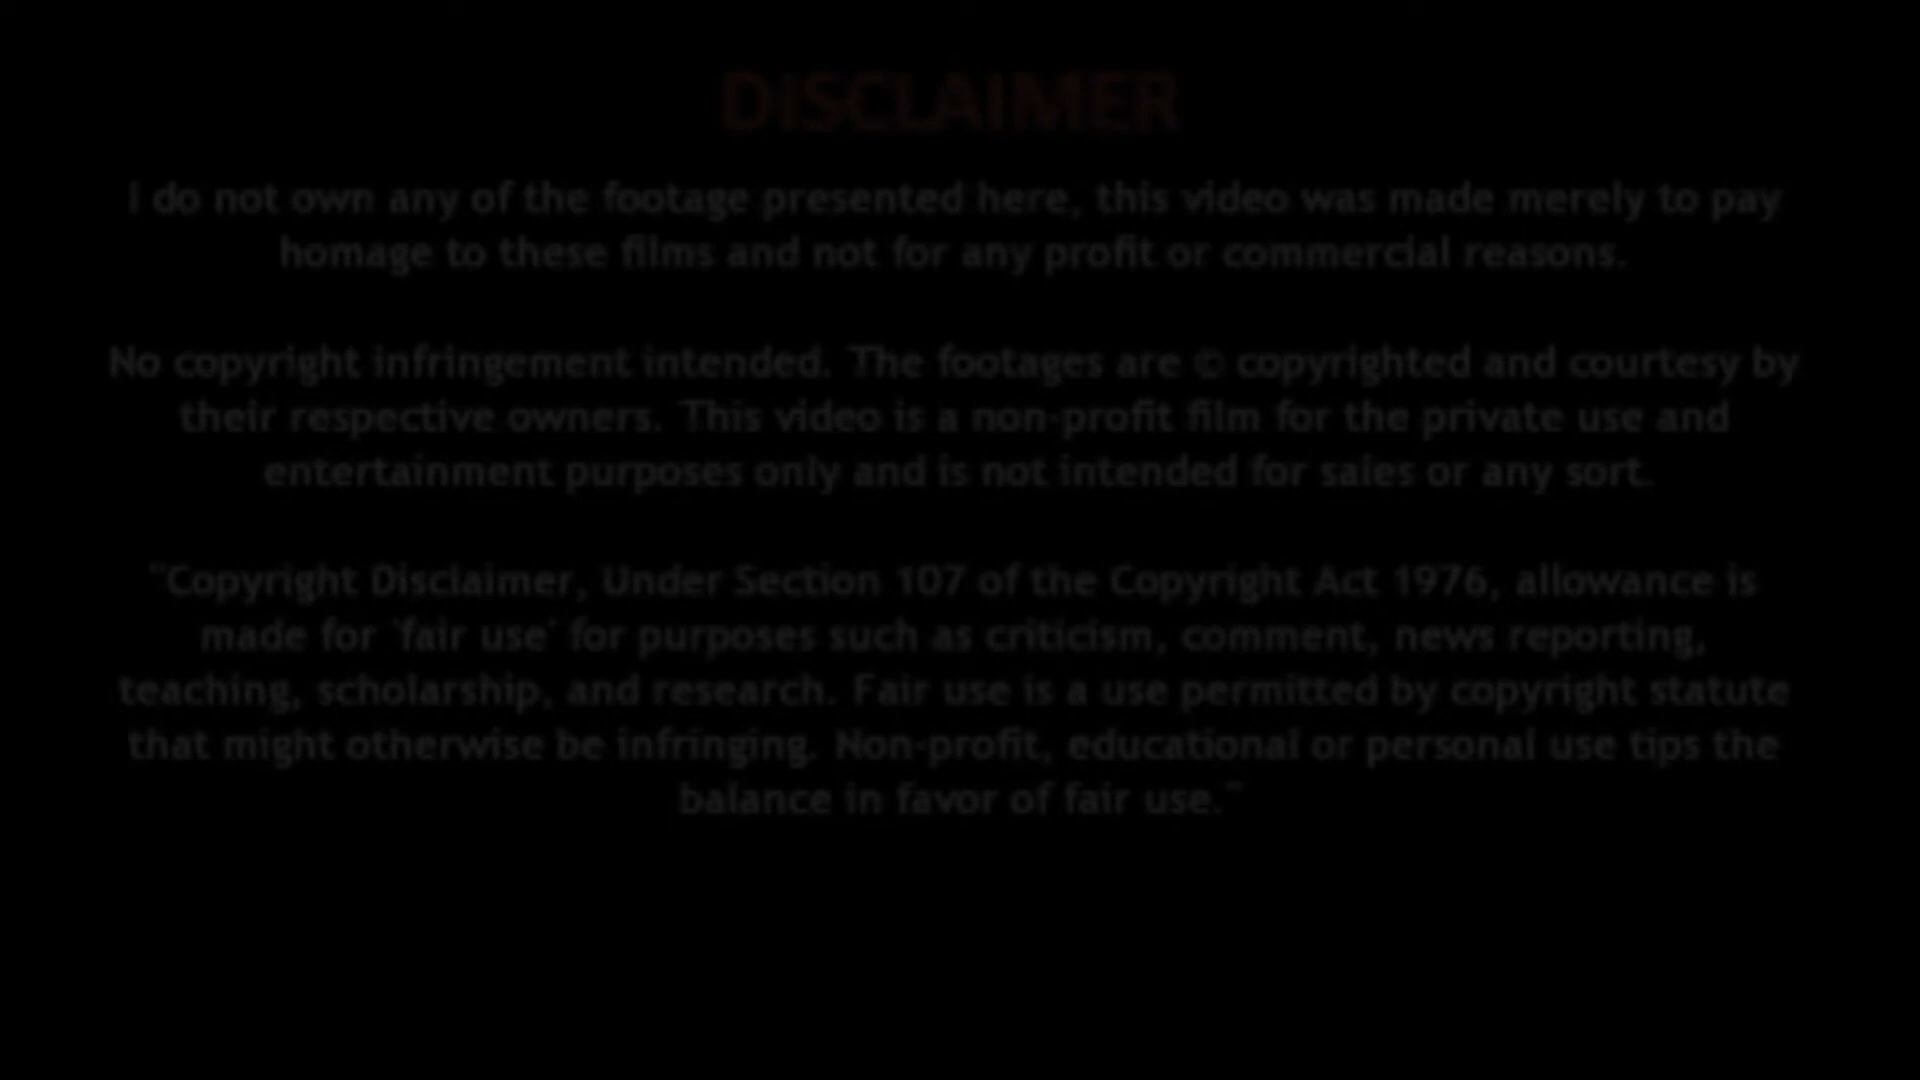 DISCLAIMER
I do not own any of the footage presented here, this video was made merely to pay
homage to these films and not for any profit or commercial reasons.
No copyright infringement intended. The footages are © copyrighted and courtesy by
their respective owners. This video is a non-profit film for the private use and
entertainment purposes only and is not intended for sales or any sort.
"Copyright Disclaimer, Under Section 107 of the Copyright Act 1976, allowance is
made for 'fair use' for purposes such as criticism, comment, news reporting,
teaching, scholarship, and research. Fair use is a use permitted by copyright statute
that might otherwise be infringing. Non-profit, educational or personal use tips the
balance in favor of fair use."